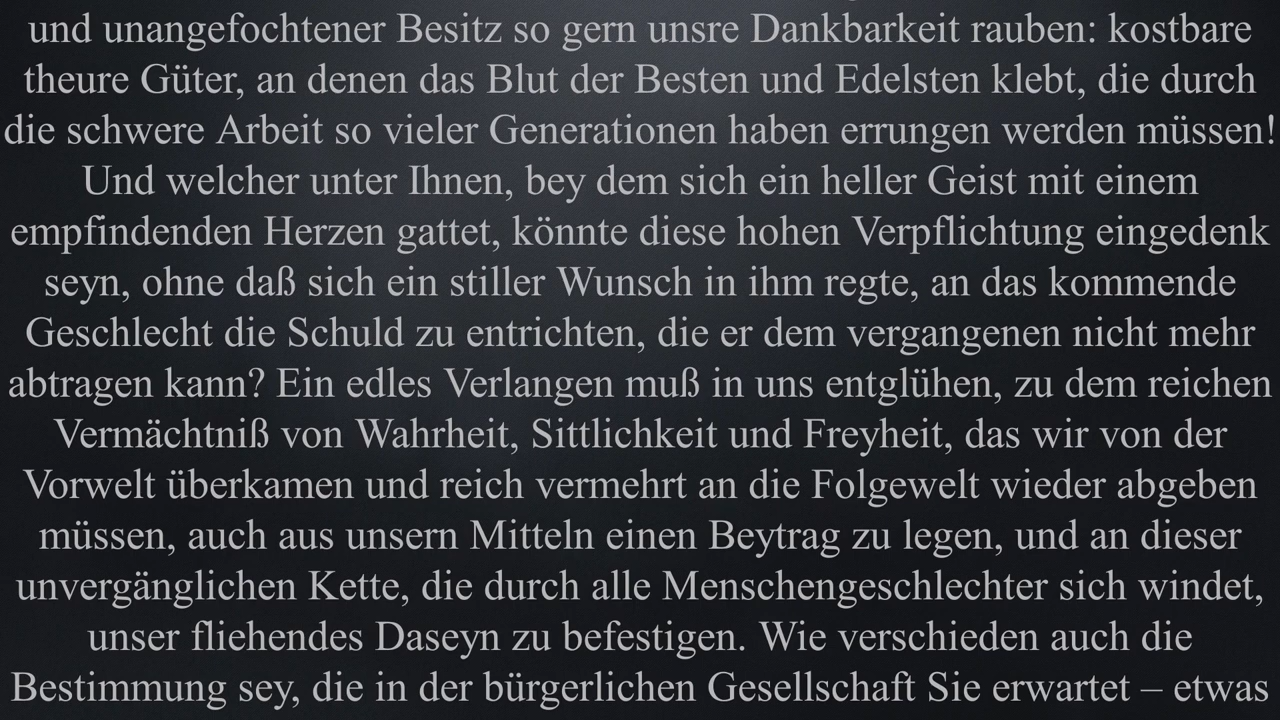 und unangefochtener Besitz so gern unsre Dankbarkeit rauben: kostbare
theure Güter, an denen das Blut der Besten und Edelsten klebt, die durch
die schwere Arbeit so vieler Generationen haben errungen werden müssen!
Und welcher unter Ihnen, bey dem sich ein heller Geist mit einem
empfindenden Herzen gattet, könnte diese hohen Verpflichtung eingedenk
seyn, ohne daß sich ein stiller Wunsch in ihm regte, an das kommende
Geschlecht die Schuld zu entrichten, die er dem vergangenen nicht mehr
abtragen kann? Ein edles Verlangen muß in uns entglühen, zu dem reichen
Vermächtniß von Wahrheit, Sittlichkeit und Freyheit, das wir von der
Vorwelt überkamen und reich vermehrt an die Folgewelt wieder abgeben
müssen, auch aus unsern Mitteln einen Beytrag zu legen, und an dieser
unvergänglichen Kette, die durch alle Menschengeschlechter sich windet,
unser fliehendes Daseyn zu befestigen. Wie verschieden auch die
Bestimmung sey, die in der bürgerlichen Gesellschaft Sie erwartet – etwas